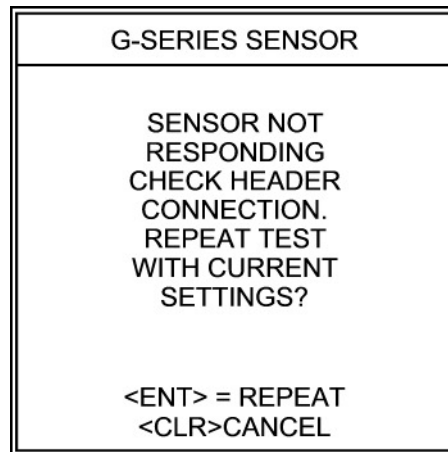 G-SERIES SENSOR
SENSOR NOT
RESPONDING
CHECK HEADER
CONNECTION.
REPEAT TEST
WITH CURRENT
SETTINGS?
<ENT> = REPEAT
<CLR>CANCEL